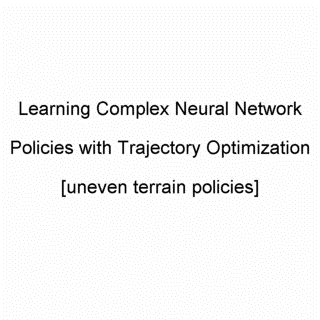 Learning Complex Neural Network
Policies with Trajectory Optimization
[uneven terrain policies]